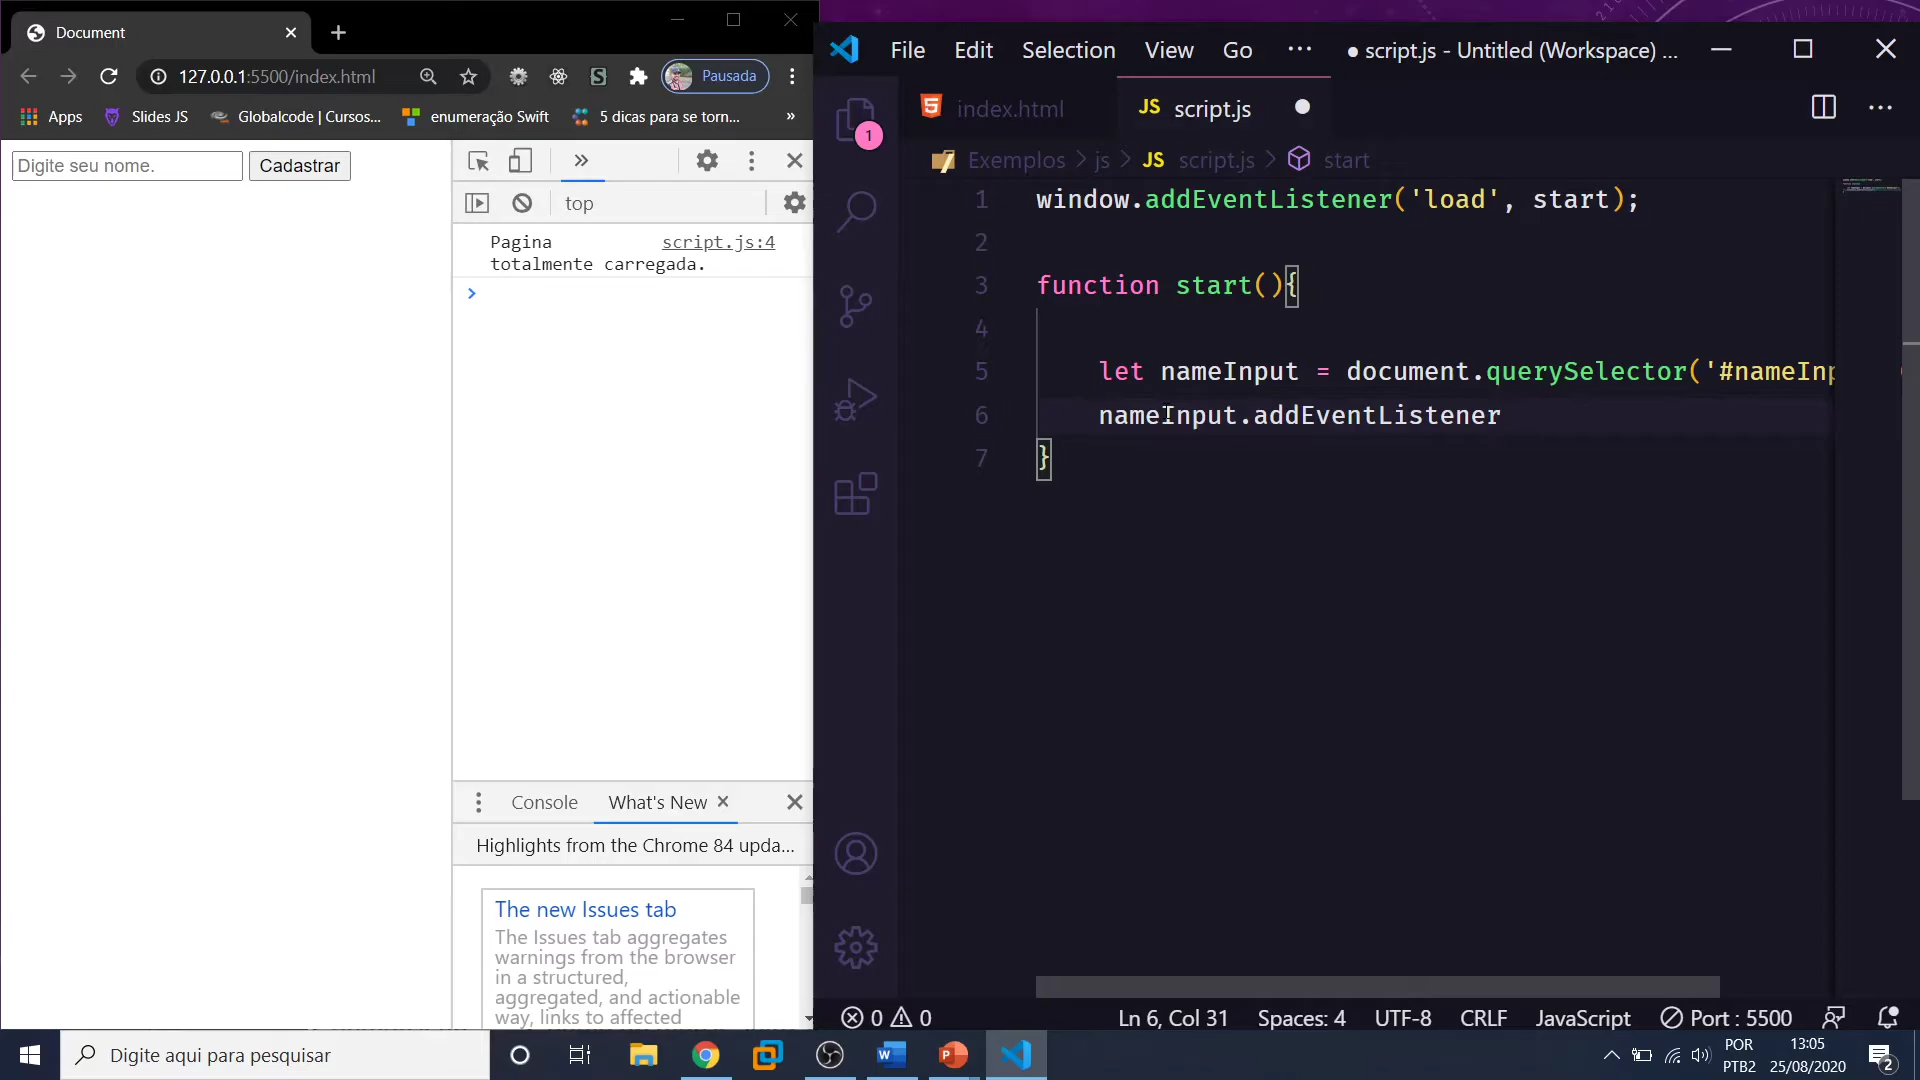 Document
127.0.0.1:5500/index.html
Pausada
Apps
Slides JS
Globalcode | Cursos...
enumeração Swift
5 dicas para se torn...
»
Digite seu nome.
Cadastrar
top
Pagina
script.js:4
totalmente carregada.
Console
What's New
Highlights from the Chrome 84 upda...
The new Issues tab
The Issues tab aggregates
warnings from the browser
in a structured,
aggregated, and actionable
way, links to affected
File Edit Selection View Go ··· ● script.js - Untitled (Workspace) ...
index.html
JS script.js
Exemplos > js > JS script.js > start
1 window.addEventListener('load', start);
2
3 function start(){
4
5 let nameInput = document.querySelector('#nameInp
6 nameInput.addEventListener
7 }
1
0 0
Ln 6, Col 31
Spaces: 4
UTF-8
CRLF
JavaScript
Port : 5500
Digite aqui para pesquisar
POR
PTB2
13:05
25/08/2020
2